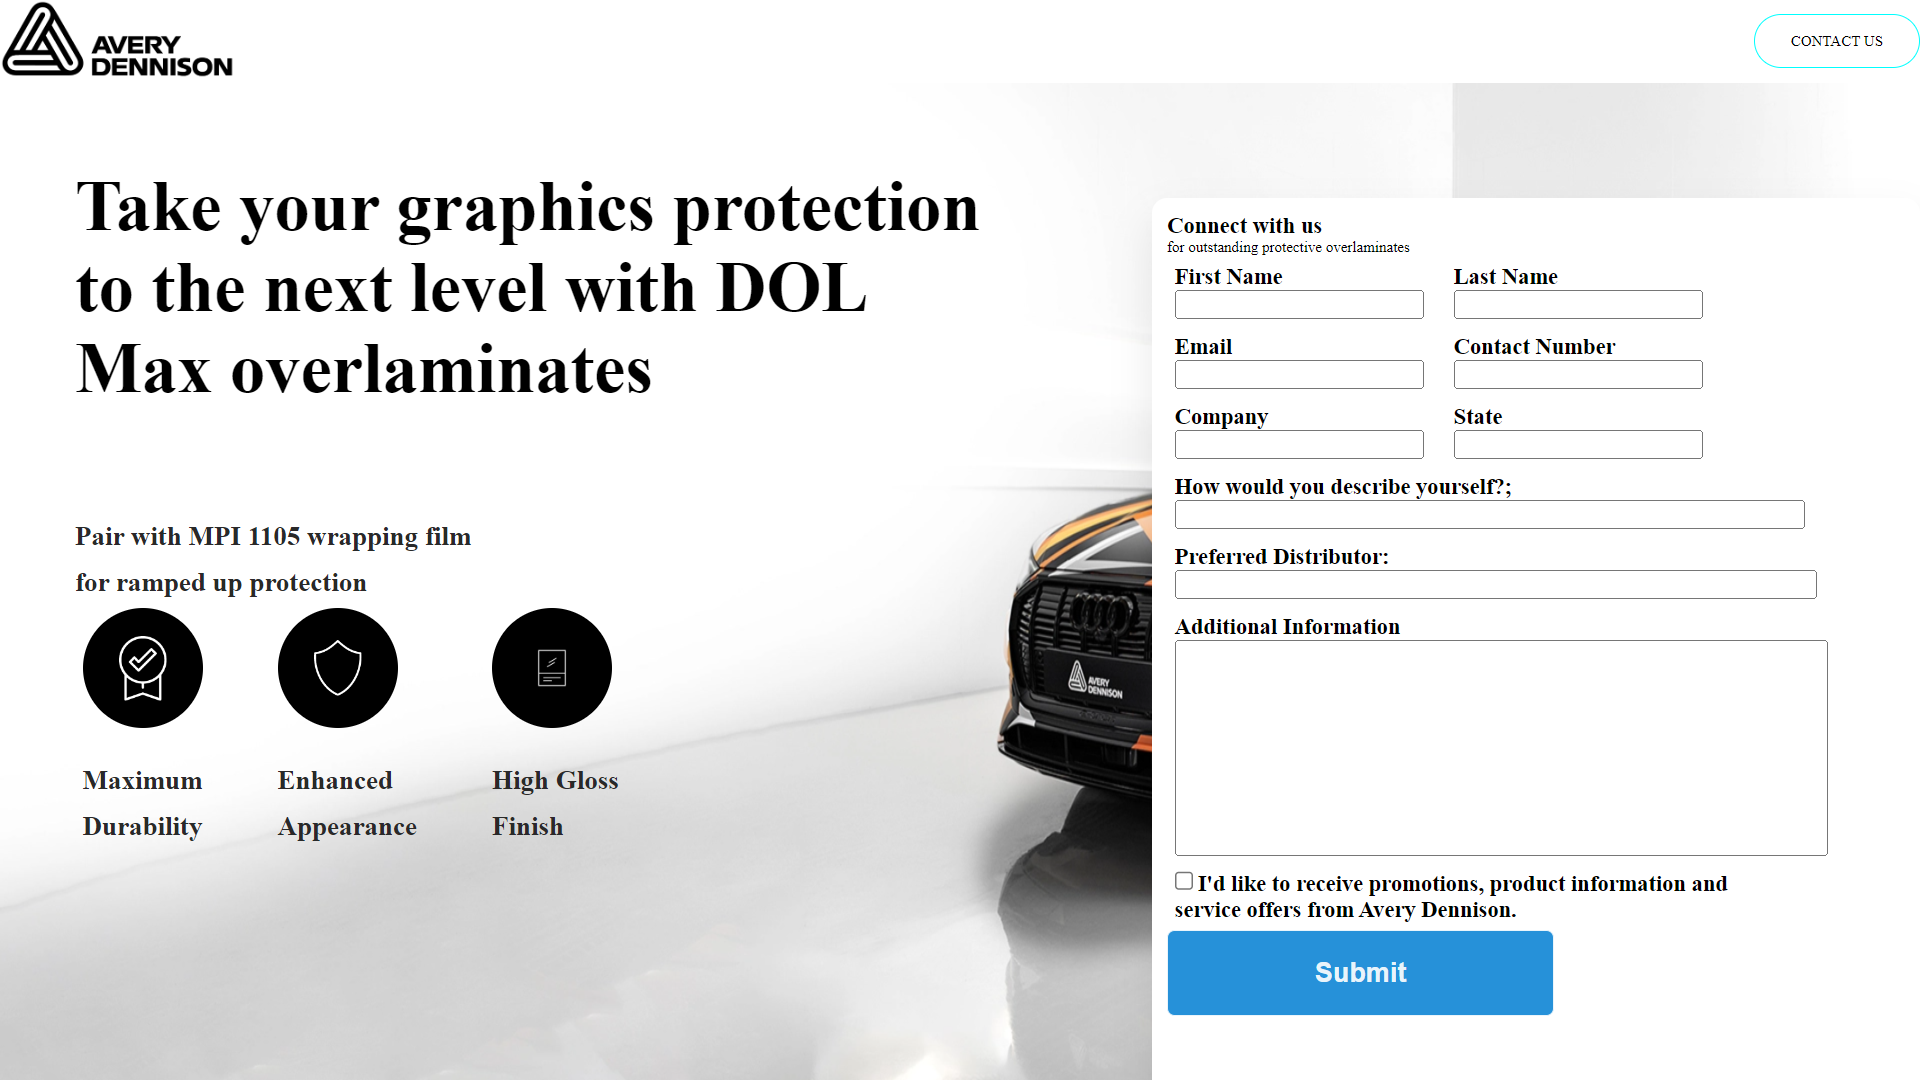 AVERY
DENNISON
CONTACT US
Take your graphics protection
to the next level with DOL
Max overlaminates
Pair with MPI 1105 wrapping film
for ramped up protection
Maximum
Durability
Enhanced
Appearance
High Gloss
Finish
AVERY
DENNISON
Connect with us
for outstanding protective overlaminates
First Name
Last Name
Email
Contact Number
Company
State
How would you describe yourself?;
Preferred Distributor:
Additional Information
I'd like to receive promotions, product information and
service offers from Avery Dennison.
Submit